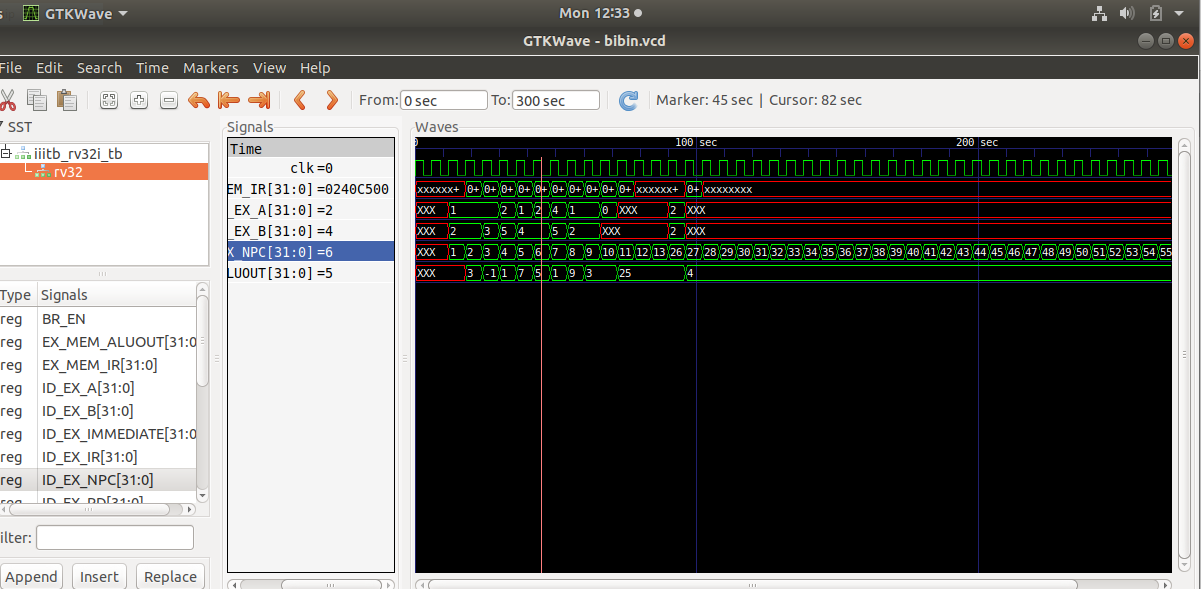 s GTKWave Mon 12:33
GTKWave - bibin.vcd
File Edit Search Time Markers View Help
From: 0 sec To: 300 sec Marker: 45 sec | Cursor: 82 sec
SST
iiitb_rv32i_tb
rv32
Type Signals
reg BR_EN
reg EX_MEM_ALUOUT[31:0
reg EX_MEM_IR[31:0]
reg ID_EX_A[31:0]
reg ID_EX_B[31:0]
reg ID_EX_IMMEDIATE[31:0
reg ID_EX_IR[31:0]
reg ID_EX_NPC[31:0]
reg ID_EX_RD[31:0]
ilter:
Append Insert Replace
Signals
Time
clk=0
EM_IR[31:0]=0240C500
_EX_A[31:0]=2
_EX_B[31:0]=4
X_NPC[31:0]=6
LUOUT[31:0]=5
Waves
0 100 sec 200 sec
xxxxxx+ 0+ 0+ 0+ 0+ 0+ 0+ 0+ 0+ 0+ 0+ xxxxxx+ 0+ xxxxxxxx
XXX 1 2 1 2 4 1 0 XXX 2 XXX
XXX 2 3 5 4 5 2 XXX 2 XXX
XXX 1 2 3 4 5 6 7 8 9 10 11 12 13 26 27 28 29 30 31 32 33 34 35 36 37 38 39 40 41 42 43 44 45 46 47 48 49 50 51 52 53 54 55
XXX 3 -1 1 7 5 1 9 3 25 4